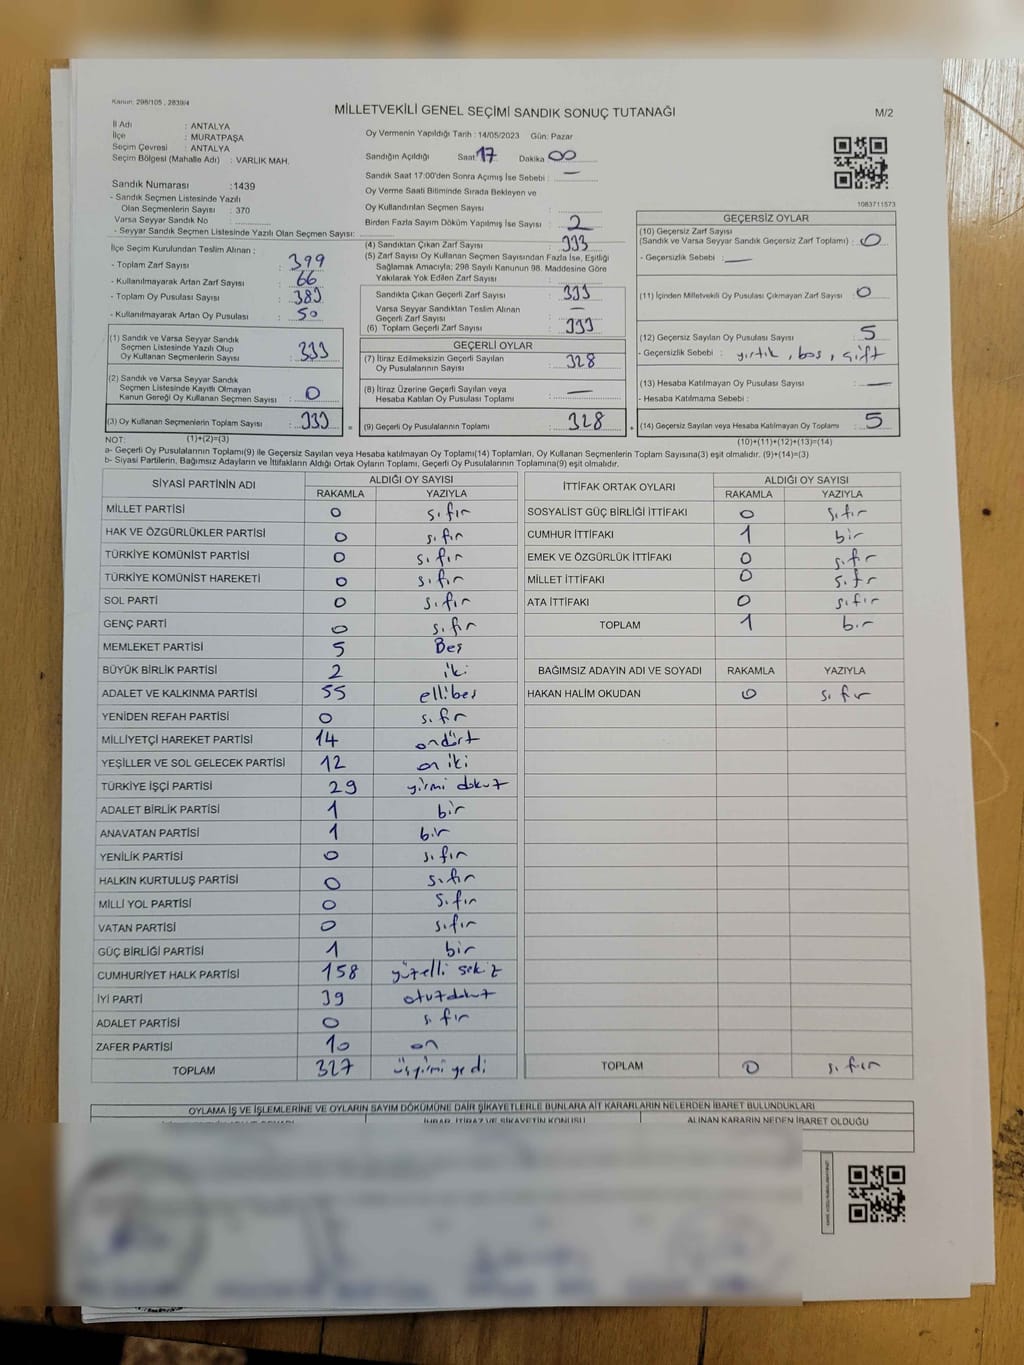 Kanun: 298/105, 2839/4
MİLLETVEKİLİ GENEL SEÇİMİ SANDIK SONUÇ TUTANAĞI
M/2
İl Adı : ANTALYA
İlçe : MURATPAŞA
Seçim Çevresi : ANTALYA
Seçim Bölgesi (Mahalle Adı) : VARLIK MAH.
Sandık Numarası :1439
- Sandık Seçmen Listesinde Yazılı
Olan Seçmenlerin Sayısı : 370
Varsa Seyyar Sandık No :
- Seyyar Sandık Seçmen Listesinde Yazılı Olan Seçmen Sayısı:
Oy Vermenin Yapıldığı Tarih : 14/05/2023 Gün: Pazar
Sandığın Açıldığı Saat 17 Dakika 00
Sandık Saat 17:00'den Sonra Açımış İse Sebebi : —
Oy Verme Saati Bitiminde Sırada Bekleyen ve
Oy Kullandırılan Seçmen Sayısı :
Birden Fazla Sayım Döküm Yapılmış İse Sayısı : 2
1083711573
İlçe Seçim Kurulundan Teslim Alınan :
- Toplam Zarf Sayısı : 399
- Kullanılmayarak Artan Zarf Sayısı : 66
- Toplam Oy Pusulası Sayısı : 383
- Kullanılmayarak Artan Oy Pusulası : 50
(1) Sandık ve Varsa Seyyar Sandık
Seçmen Listesinde Yazılı Olup
Oy Kullanan Seçmenlerin Sayısı : 333
(2) Sandık ve Varsa Seyyar Sandık
Seçmen Listesinde Kayıtlı Olmayan
Kanun Gereği Oy Kullanan Seçmen Sayısı : 0
(3) Oy Kullanan Seçmenlerin Toplam Sayısı : 333
(4) Sandıktan Çıkan Zarf Sayısı : 333
(5) Zarf Sayısı Oy Kullanan Seçmen Sayısından Fazla İse, Eşitliği
Sağlamak Amacıyla; 298 Sayılı Kanunun 98. Maddesine Göre
Yakılarak Yok Edilen Zarf Sayısı :
Sandıkta Çıkan Geçerli Zarf Sayısı : 333
Varsa Seyyar Sandıktan Teslim Alınan
Geçerli Zarf Sayısı : —
(6) Toplam Geçerli Zarf Sayısı : 333
GEÇERLİ OYLAR
(7) İtiraz Edilmeksizin Geçerli Sayılan
Oy Pusulalarının Sayısı : 328
(8) İtiraz Üzerine Geçerli Sayılan veya
Hesaba Katılan Oy Pusulası Toplamı : —
(9) Geçerli Oy Pusulalarının Toplamı : 328
GEÇERSİZ OYLAR
(10) Geçersiz Zarf Sayısı
(Sandık ve Varsa Seyyar Sandık Geçersiz Zarf Toplamı) : 0
- Geçersizlik Sebebi : —
(11) İçinden Milletvekili Oy Pusulası Çıkmayan Zarf Sayısı : 0
(12) Geçersiz Sayılan Oy Pusulası Sayısı : 5
- Geçersizlik Sebebi : yırtık, boş, çift
(13) Hesaba Katılmayan Oy Pusulası Sayısı : —
- Hesaba Katılmama Sebebi :
(14) Geçersiz Sayılan veya Hesaba Katılmayan Oy Toplamı : 5
NOT: (1)+(2)=(3)
(10)+(11)+(12)+(13)=(14)
a- Geçerli Oy Pusulalarının Toplamı(9) ile Geçersiz Sayılan veya Hesaba katılmayan Oy Toplamı(14) Toplamları, Oy Kullanan Seçmenlerin Toplam Sayısına(3) eşit olmalıdır. (9)+(14)=(3)
b- Siyasi Partilerin, Bağımsız Adayların ve İttifakların Aldığı Ortak Oyların Toplamı, Geçerli Oy Pusulalarının Toplamına(9) eşit olmalıdır.
SİYASİ PARTİNİN ADI ALDIĞI OY SAYISI
RAKAMLA YAZIYLA
MİLLET PARTİSİ 0 sıfır
HAK VE ÖZGÜRLÜKLER PARTİSİ 0 sıfır
TÜRKİYE KOMÜNİST PARTİSİ 0 sıfır
TÜRKİYE KOMÜNİST HAREKETİ 0 sıfır
SOL PARTİ 0 sıfır
GENÇ PARTİ 0 sıfır
MEMLEKET PARTİSİ 5 Beş
BÜYÜK BİRLİK PARTİSİ 2 iki
ADALET VE KALKINMA PARTİSİ 55 ellibeş
YENİDEN REFAH PARTİSİ 0 sıfır
MİLLİYETÇİ HAREKET PARTİSİ 14 ondört
YEŞİLLER VE SOL GELECEK PARTİSİ 12 on iki
TÜRKİYE İŞÇİ PARTİSİ 29 yirmi dokuz
ADALET BİRLİK PARTİSİ 1 bir
ANAVATAN PARTİSİ 1 bir
YENİLİK PARTİSİ 0 sıfır
HALKIN KURTULUŞ PARTİSİ 0 sıfır
MİLLİ YOL PARTİSİ 0 sıfır
VATAN PARTİSİ 0 sıfır
GÜÇ BİRLİĞİ PARTİSİ 1 bir
CUMHURİYET HALK PARTİSİ 158 yüzelli sekiz
İYİ PARTİ 39 otuzdokuz
ADALET PARTİSİ 0 sıfır
ZAFER PARTİSİ 10 on
TOPLAM 327
İTTİFAK ORTAK OYLARI ALDIĞI OY SAYISI
RAKAMLA YAZIYLA
SOSYALİST GÜÇ BİRLİĞİ İTTİFAKI 0 sıfır
CUMHUR İTTİFAKI 1 bir
EMEK VE ÖZGÜRLÜK İTTİFAKI 0 sıfır
MİLLET İTTİFAKI 0 sıfır
ATA İTTİFAKI 0 sıfır
TOPLAM 1 bir
BAĞIMSIZ ADAYIN ADI VE SOYADI RAKAMLA YAZIYLA
HAKAN HALİM OKUDAN 0 sıfır
TOPLAM 0 sıfır
OYLAMA İŞ VE İŞLEMLERİNE VE OYLARIN SAYIM DÖKÜMÜNE DAİR ŞİKAYETLERLE BUNLARA AİT KARARLARIN NELERDEN İBARET BULUNDUKLARI
İHBAR, İTİRAZ VE ŞİKAYETİN KONUSU
ALINAN KARARIN NEDEN İBARET OLDUĞU